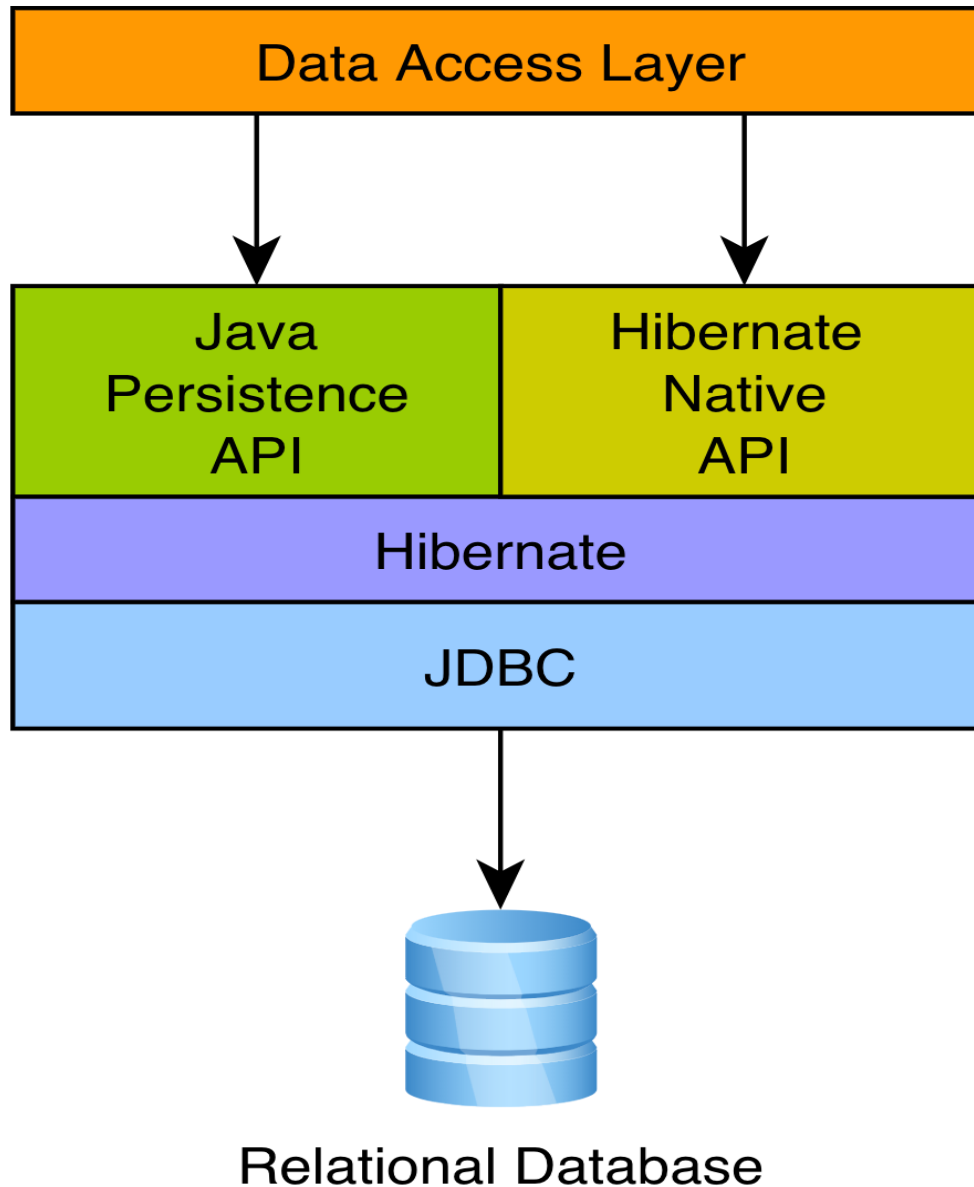 Data Access Layer
Java
Persistence
API
Hibernate
Native
API
Hibernate
JDBC
Relational Database